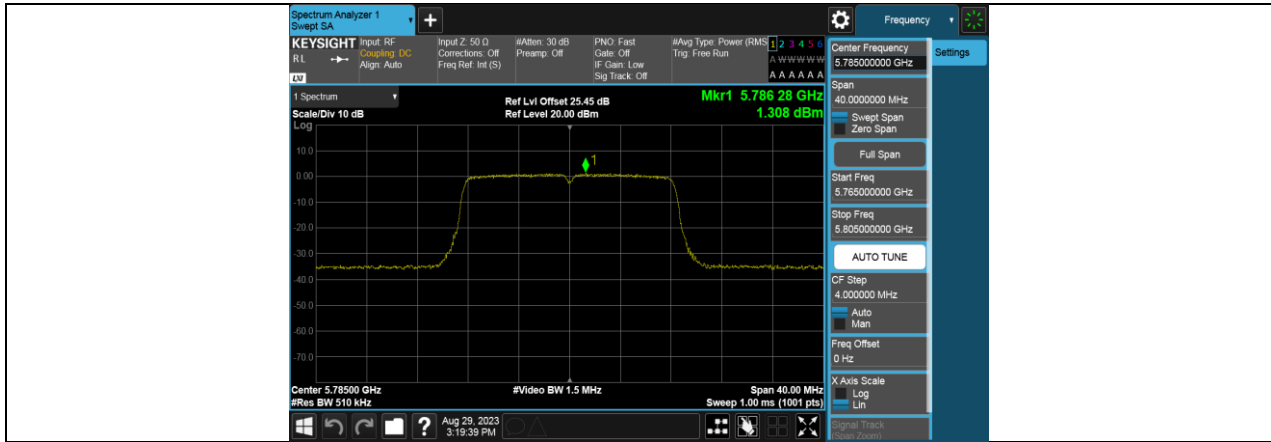 Spectrum Analyzer 1
Swept SA
+
Frequency
KEYSIGHT
Input: RF
Input Z: 50 Ω
#Atten: 30 dB
PNO: Fast
#Avg Type: Power (RMS
1 2 3 4 5 6
RL
Coupling: DC
Corrections: Off
Preamp: Off
Gate: Off
Trig: Free Run
Align: Auto
Freq Ref: Int (S)
IF Gain: Low
A W W W W W
Sig Track: Off
A A A A A A
LXI
1 Spectrum
Ref Lvl Offset 25.45 dB
Mkr1 5.786 28 GHz
Scale/Div 10 dB
Ref Level 20.00 dBm
1.308 dBm
Log
10.0
0.00
-10.0
-20.0
-30.0
-40.0
-50.0
-60.0
-70.0
1
Center 5.78500 GHz
#Video BW 1.5 MHz
Span 40.00 MHz
#Res BW 510 kHz
Sweep 1.00 ms (1001 pts)
?
Aug 29, 2023
3:19:39 PM
Center Frequency
5.785000000 GHz
Settings
Span
40.0000000 MHz
Swept Span
Zero Span
Full Span
Start Freq
5.765000000 GHz
Stop Freq
5.805000000 GHz
AUTO TUNE
CF Step
4.000000 MHz
Auto
Man
Freq Offset
0 Hz
X Axis Scale
Log
Lin
Signal Track
(Span Zoom)